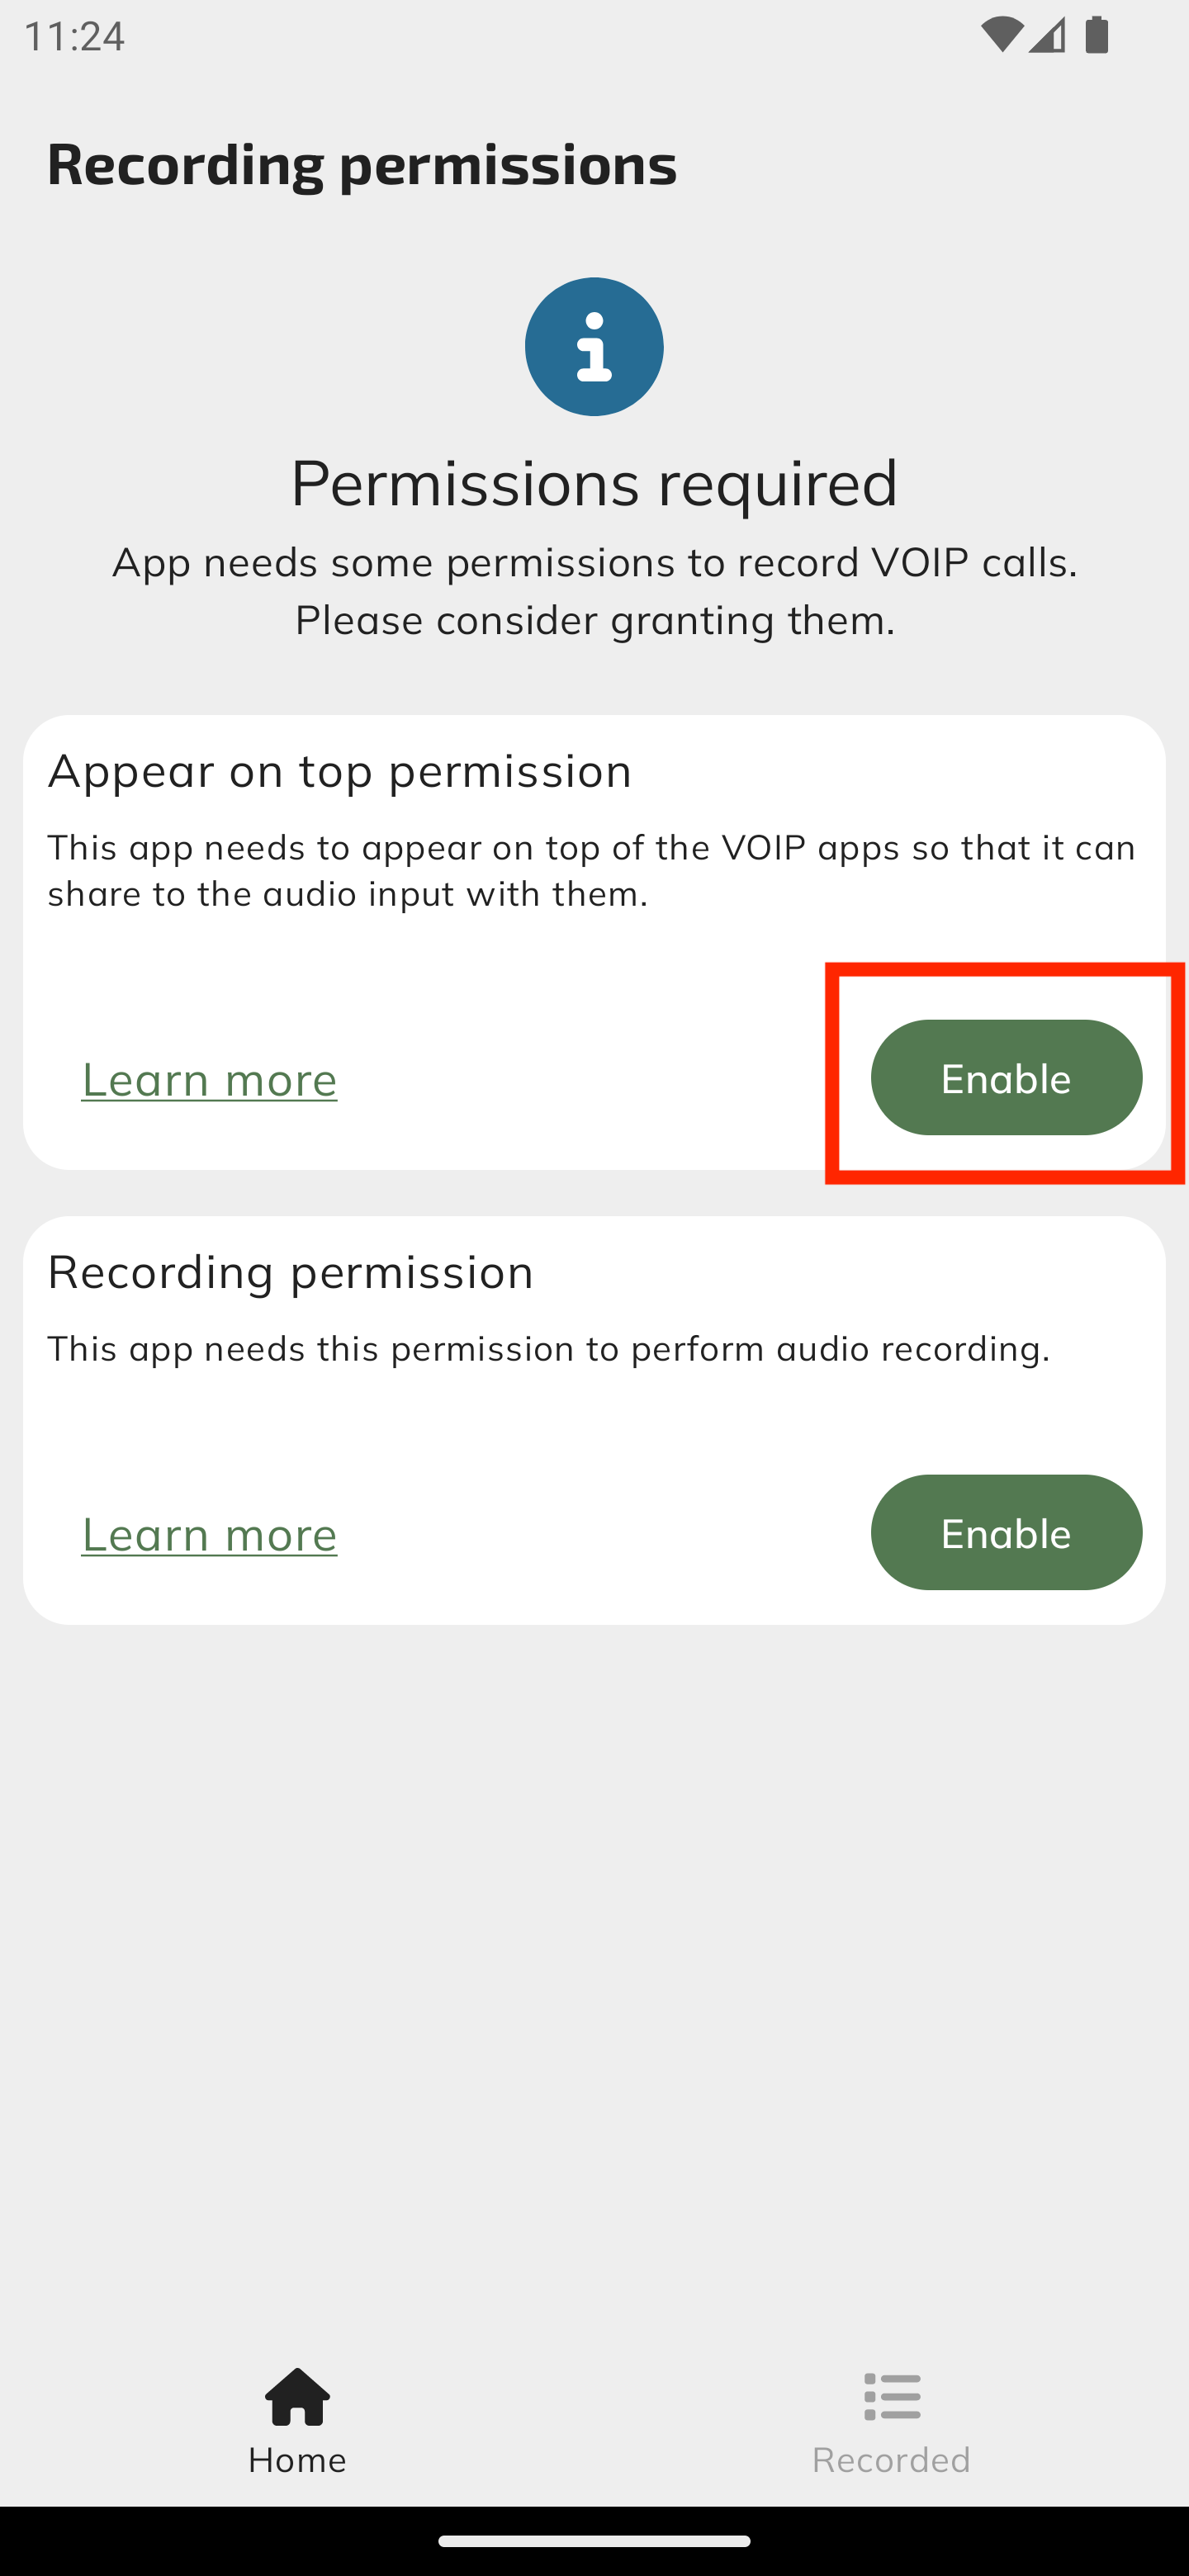 11:24
Recording permissions
Permissions required
App needs some permissions to record VOIP calls.
Please consider granting them.
Appear on top permission
This app needs to appear on top of the VOIP apps so that it can
share to the audio input with them.
Learn more
Enable
Recording permission
This app needs this permission to perform audio recording.
Learn more
Enable
Home
Recorded